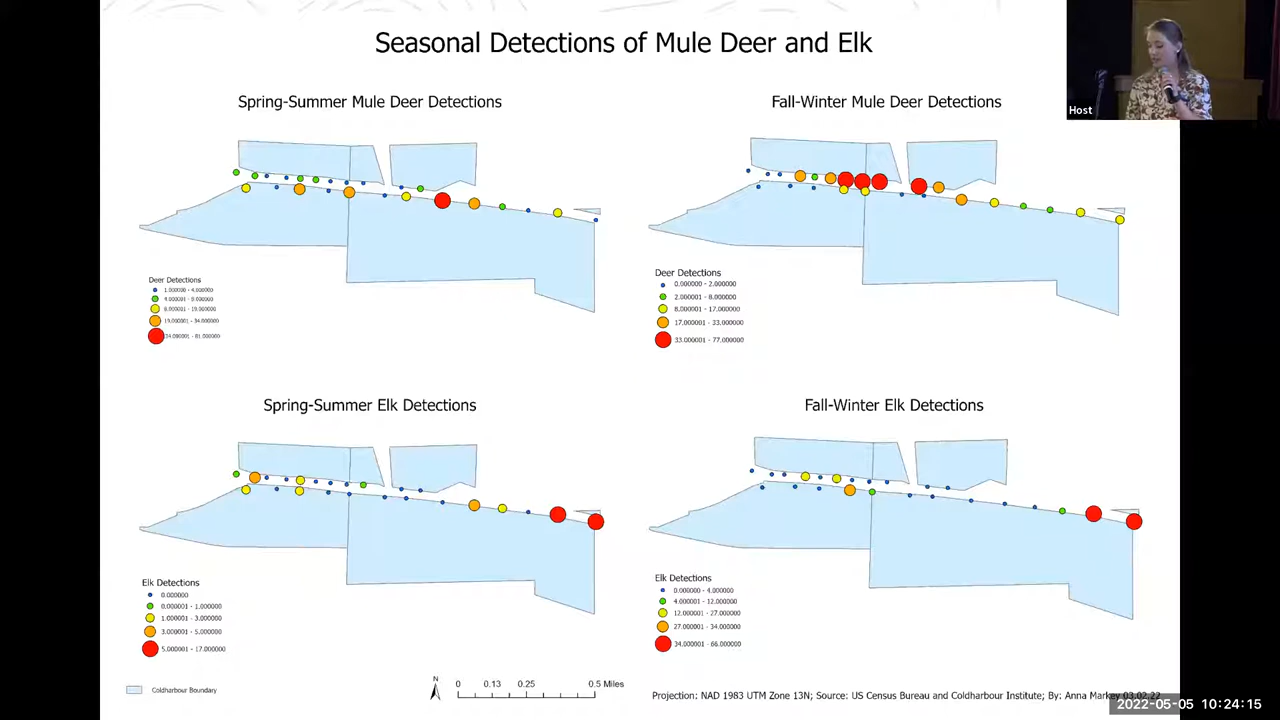 Seasonal Detections of Mule Deer and Elk
Host
Spring-Summer Mule Deer Detections
Fall-Winter Mule Deer Detections
Deer Detections
1.000000 - 4.000000
4.000001 - 8.000000
8.000001 - 19.000000
19.000001 - 34.000000
34.000001 - 81.000000
Deer Detections
0.000000 - 2.000000
2.000001 - 8.000000
8.000001 - 17.000000
17.000001 - 33.000000
33.000001 - 77.000000
Spring-Summer Elk Detections
Fall-Winter Elk Detections
Elk Detections
0.000000
0.000001 - 1.000000
1.000001 - 3.000000
3.000001 - 5.000000
5.000001 - 17.000000
Elk Detections
0.000000 - 4.000000
4.000001 - 12.000000
12.000001 - 27.000000
27.000001 - 34.000000
34.000001 - 66.000000
Coldharbour Boundary
N
0 0.13 0.25 0.5 Miles
Projection: NAD 1983 UTM Zone 13N; Source: US Census Bureau and Coldharbour Institute; By: Anna Markey 03.02.22
2022-05-05 10:24:15